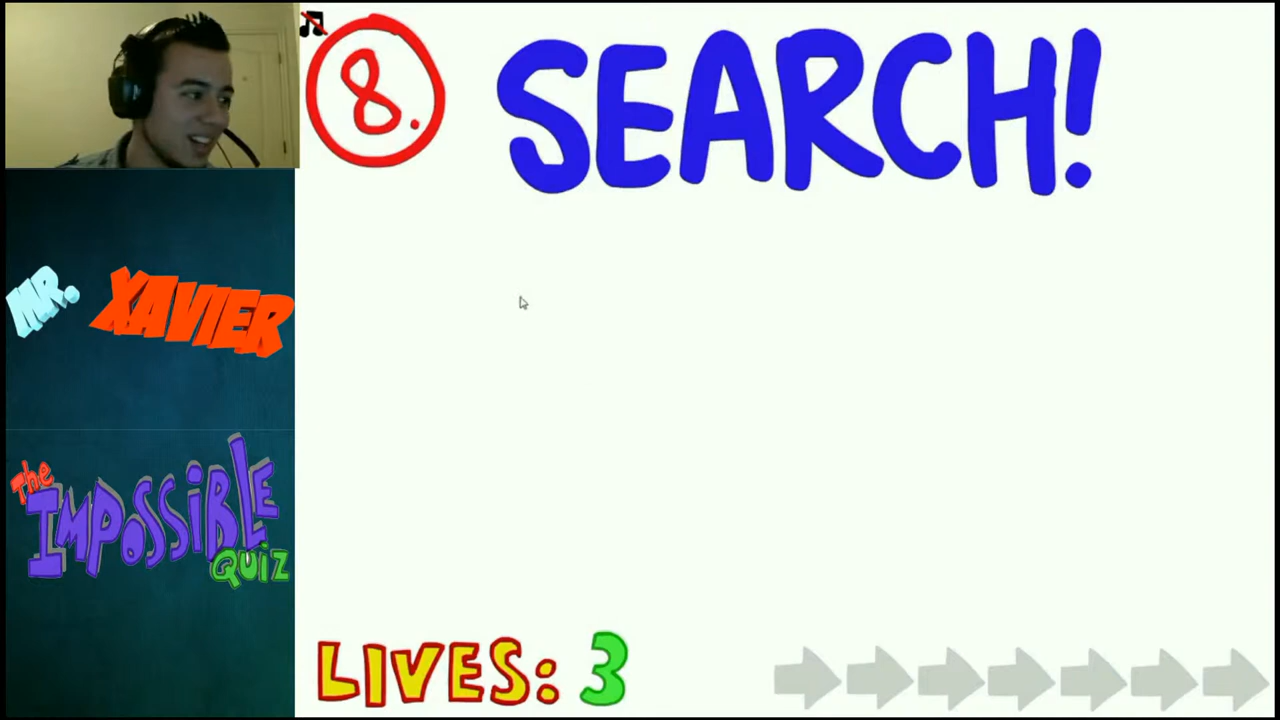 8. SEARCH!
MR. XAVIER
The
IMPOSSIBLE
QUIZ
LIVES: 3